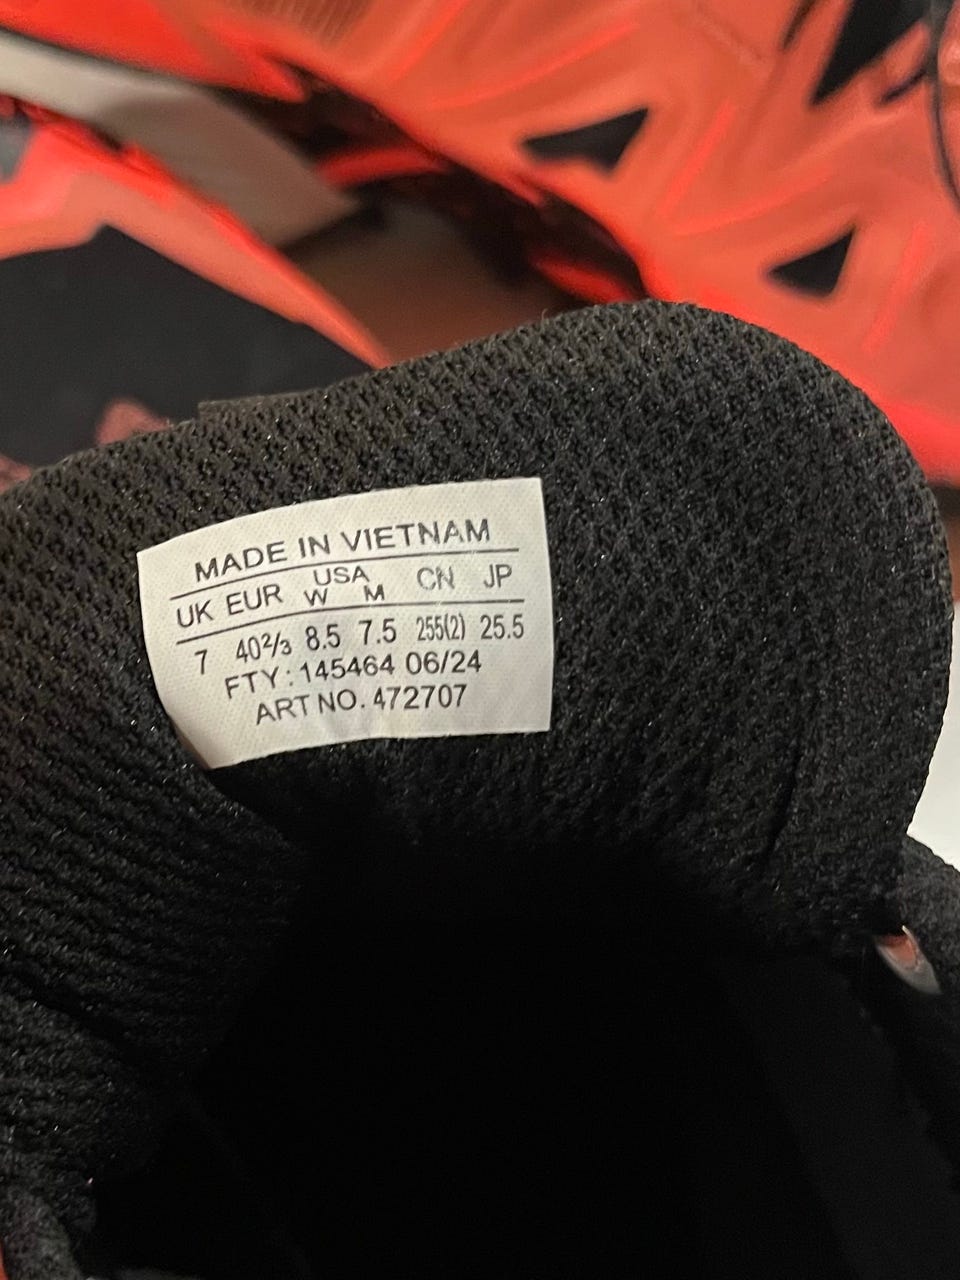 MADE IN VIETNAM
UK EUR USA W M CN JP
7 40⅔ 8.5 7.5 255(2) 25.5
FTY: 145464 06/24
ART NO. 472707